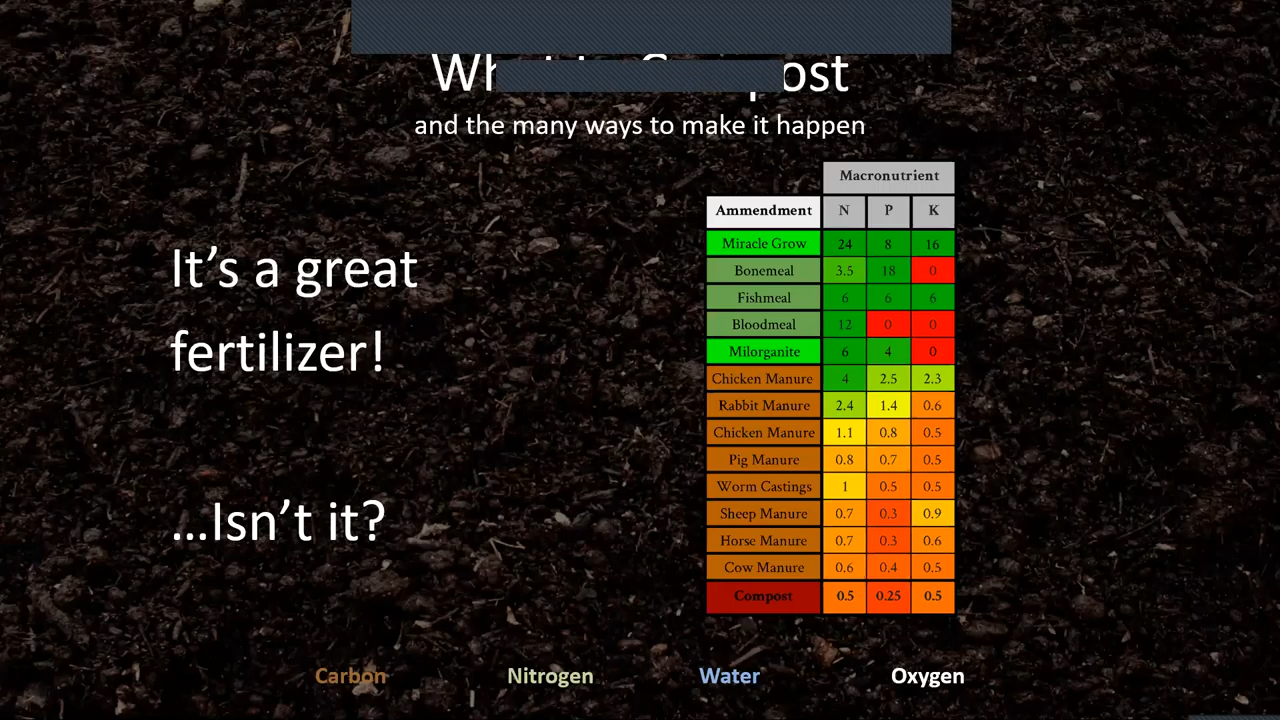 and the many ways to make it happen
Macronutrient
Ammendment N P K
Miracle Grow 24 8 16
Bonemeal 3.5 18 0
Fishmeal 6 6 6
Bloodmeal 12 0 0
Milorganite 6 4 0
Chicken Manure 4 2.5 2.3
Rabbit Manure 2.4 1.4 0.6
Chicken Manure 1.1 0.8 0.5
Pig Manure 0.8 0.7 0.5
Worm Castings 1 0.5 0.5
Sheep Manure 0.7 0.3 0.9
Horse Manure 0.7 0.3 0.6
Cow Manure 0.6 0.4 0.5
Compost 0.5 0.25 0.5
It's a great
fertilizer!
...Isn't it?
Carbon Nitrogen Water Oxygen